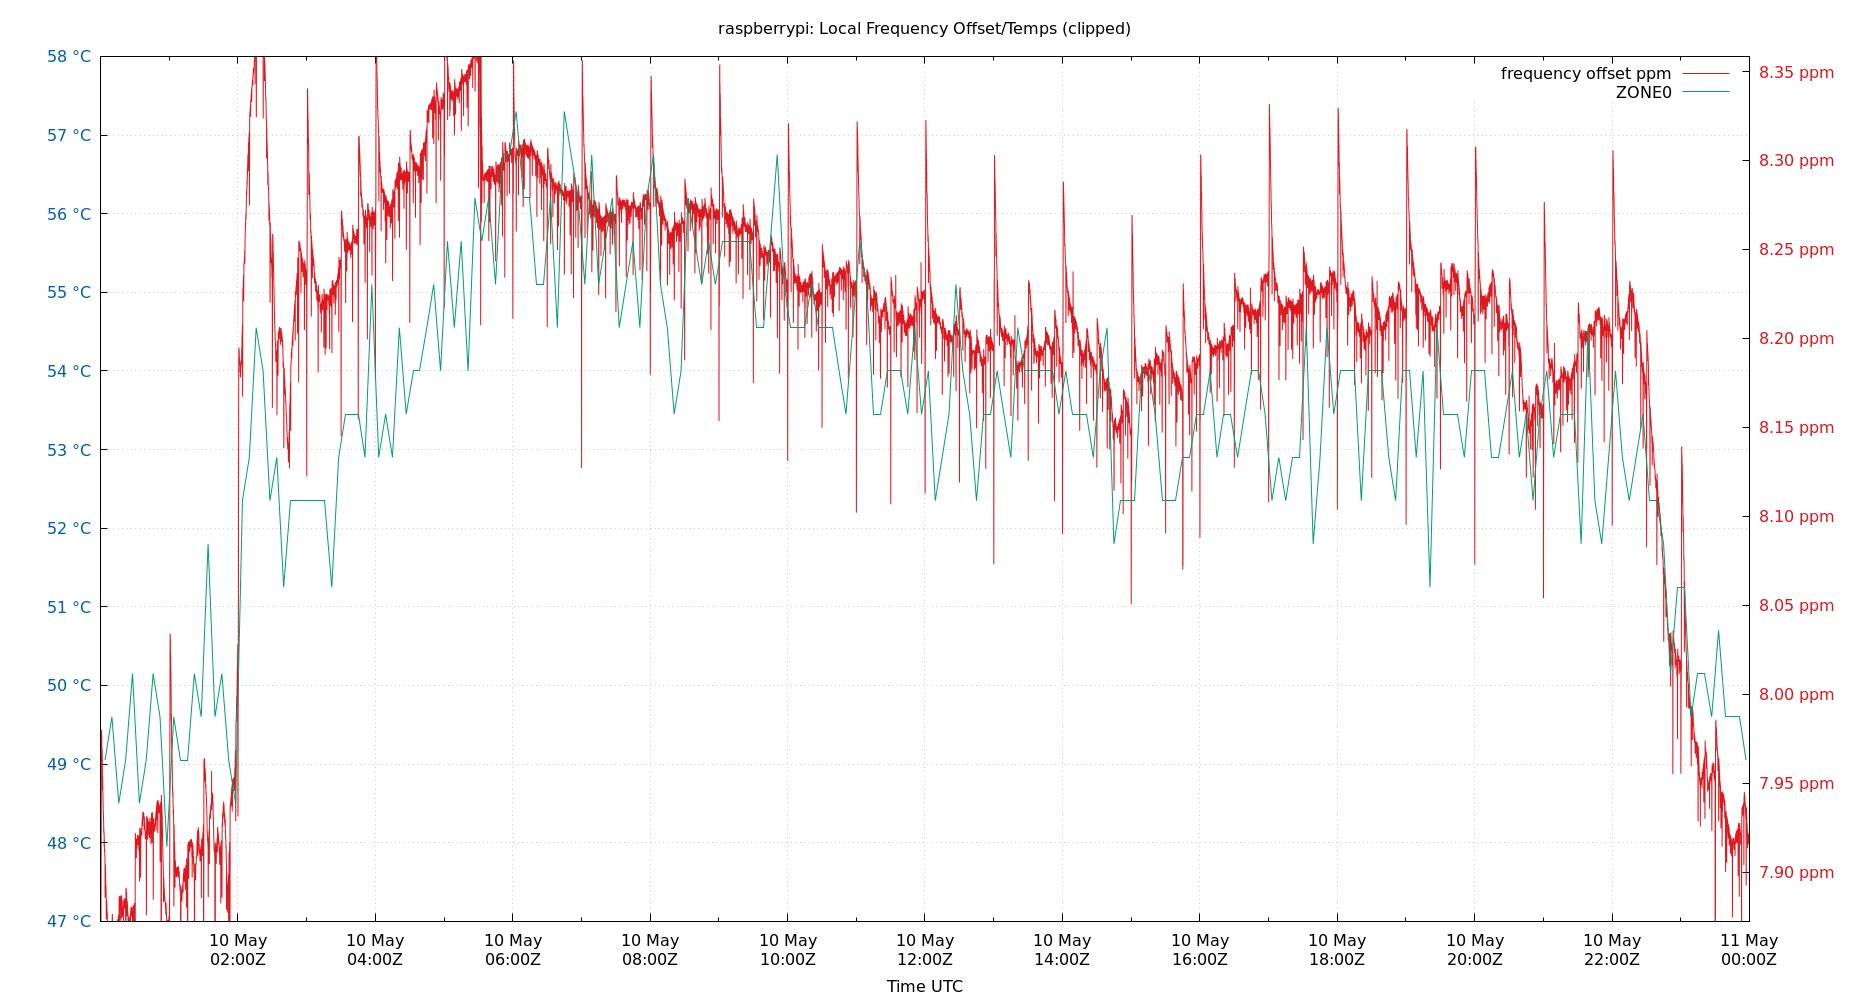 raspberrypi: Local Frequency Offset/Temps (clipped)
58 °C
57 °C
56 °C
55 °C
54 °C
53 °C
52 °C
51 °C
50 °C
49 °C
48 °C
47 °C
frequency offset ppm
ZONE0
8.35 ppm
8.30 ppm
8.25 ppm
8.20 ppm
8.15 ppm
8.10 ppm
8.05 ppm
8.00 ppm
7.95 ppm
7.90 ppm
10 May 10 May 10 May 10 May 10 May 10 May 10 May 10 May 10 May 10 May 10 May 11 May
02:00Z 04:00Z 06:00Z 08:00Z 10:00Z 12:00Z 14:00Z 16:00Z 18:00Z 20:00Z 22:00Z 00:00Z
Time UTC